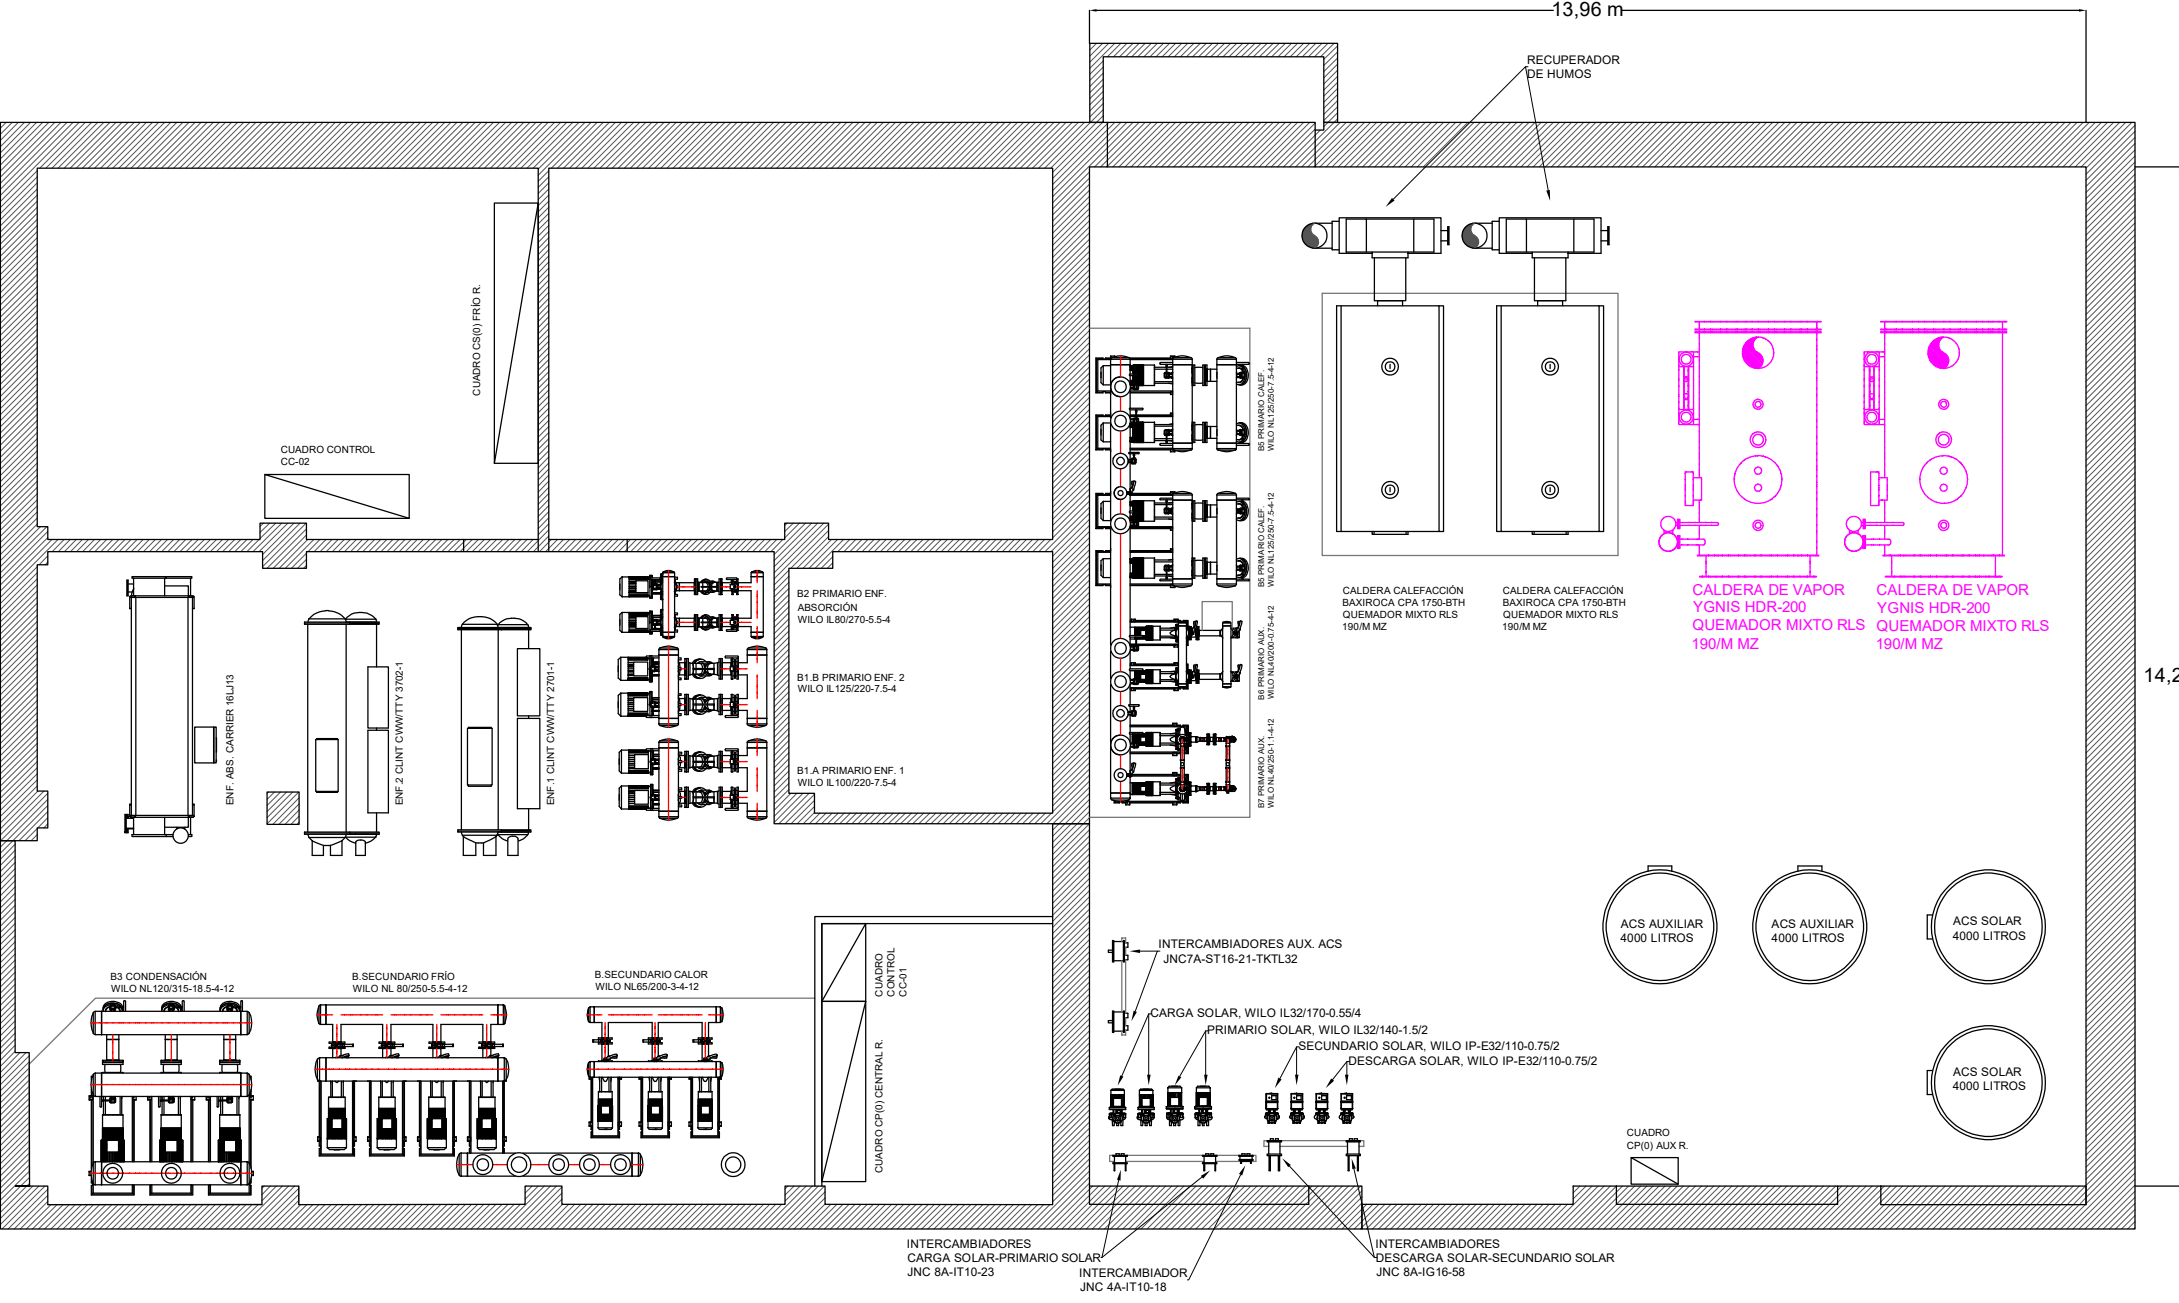 13,96 m
RECUPERADOR
DE HUMOS
CUADRO CS(0) FRÍO R.
CUADRO CONTROL
CC-02
B5 PRIMARIO CALEF.
WILO NL125/250-7.5-4-12
B5 PRIMARIO CALEF.
WILO NL125/250-7.5-4-12
B6 PRIMARIO AUX.
WILO NL40/200-0.75-4-12
B7 PRIMARIO AUX.
WILO NL40/250-1.1-4-12
CALDERA CALEFACCIÓN
BAXIROCA CPA 1750-BTH
QUEMADOR MIXTO RLS
190/M MZ
CALDERA CALEFACCIÓN
BAXIROCA CPA 1750-BTH
QUEMADOR MIXTO RLS
190/M MZ
CALDERA DE VAPOR
YGNIS HDR-200
QUEMADOR MIXTO RLS
190/M MZ
CALDERA DE VAPOR
YGNIS HDR-200
QUEMADOR MIXTO RLS
190/M MZ
14,2
B2 PRIMARIO ENF.
ABSORCIÓN
WILO IL80/270-5.5-4
B1.B PRIMARIO ENF. 2
WILO IL125/220-7.5-4
B1.A PRIMARIO ENF. 1
WILO IL100/220-7.5-4
ENF. ABS. CARRIER 16LJ13
ENF.2 CLINT CWW/TTY 3702-1
ENF.1 CLINT CWW/TTY 2701-1
ACS AUXILIAR
4000 LITROS
ACS AUXILIAR
4000 LITROS
ACS SOLAR
4000 LITROS
ACS SOLAR
4000 LITROS
INTERCAMBIADORES AUX. ACS
JNC7A-ST16-21-TKTL32
CARGA SOLAR, WILO IL32/170-0.55/4
PRIMARIO SOLAR, WILO IL32/140-1.5/2
SECUNDARIO SOLAR, WILO IP-E32/110-0.75/2
DESCARGA SOLAR, WILO IP-E32/110-0.75/2
B3 CONDENSACIÓN
WILO NL120/315-18.5-4-12
B.SECUNDARIO FRÍO
WILO NL 80/250-5.5-4-12
B.SECUNDARIO CALOR
WILO NL65/200-3-4-12
CUADRO
CONTROL
CC-01
CUADRO CP(0) CENTRAL R.
CUADRO
CP(0) AUX R.
INTERCAMBIADORES
CARGA SOLAR-PRIMARIO SOLAR
JNC 8A-IT10-23
INTERCAMBIADOR
JNC 4A-IT10-18
INTERCAMBIADORES
DESCARGA SOLAR-SECUNDARIO SOLAR
JNC 8A-IG16-58